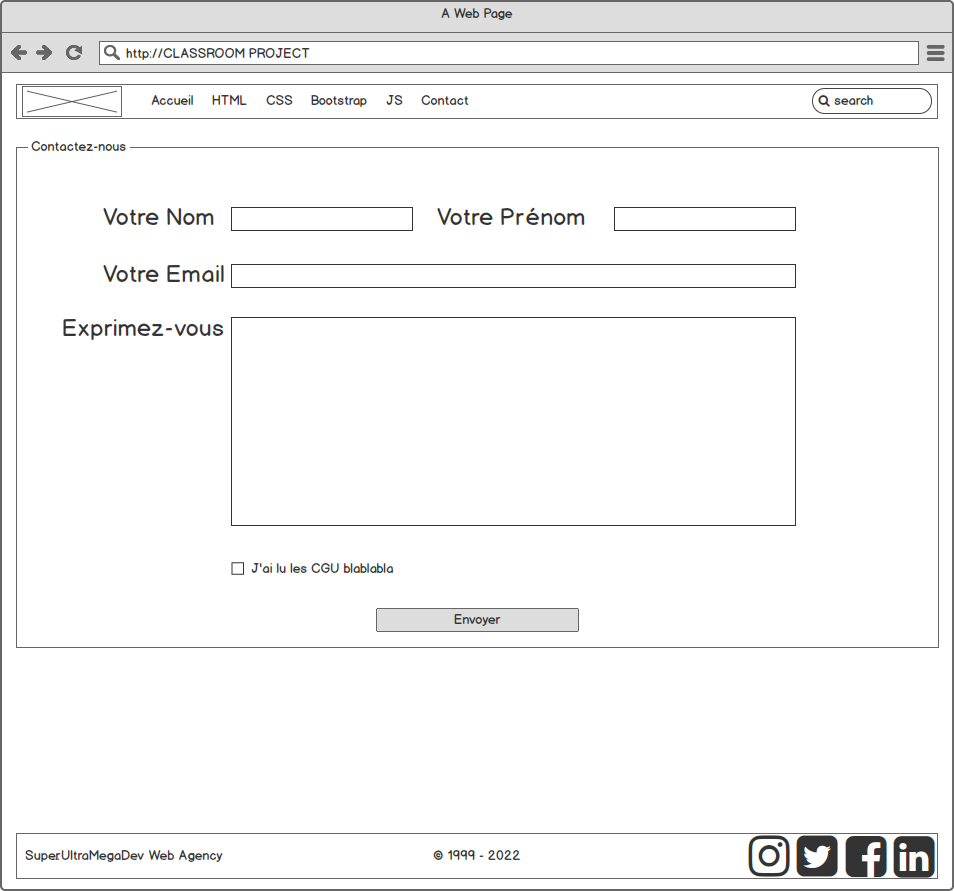 A Web Page
http://CLASSROOM PROJECT
Accueil HTML CSS Bootstrap JS Contact search
Contactez-nous
Votre Nom Votre Prénom
Votre Email
Exprimez-vous
J'ai lu les CGU blablabla
Envoyer
SuperUltraMegaDev Web Agency © 1999 - 2022